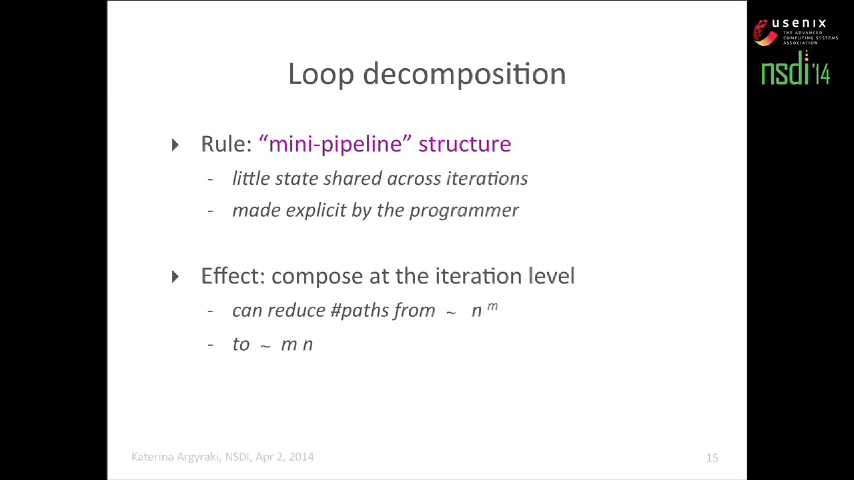 usenix
THE ADVANCED
COMPUTING SYSTEMS
ASSOCIATION
nsdi '14
Loop decomposition
Rule: “mini-pipeline” structure
- little state shared across iterations
- made explicit by the programmer
Effect: compose at the iteration level
- can reduce #paths from ~ n^m
- to ~ m n
Katerina Argyraki, NSDI, Apr 2, 2014
15